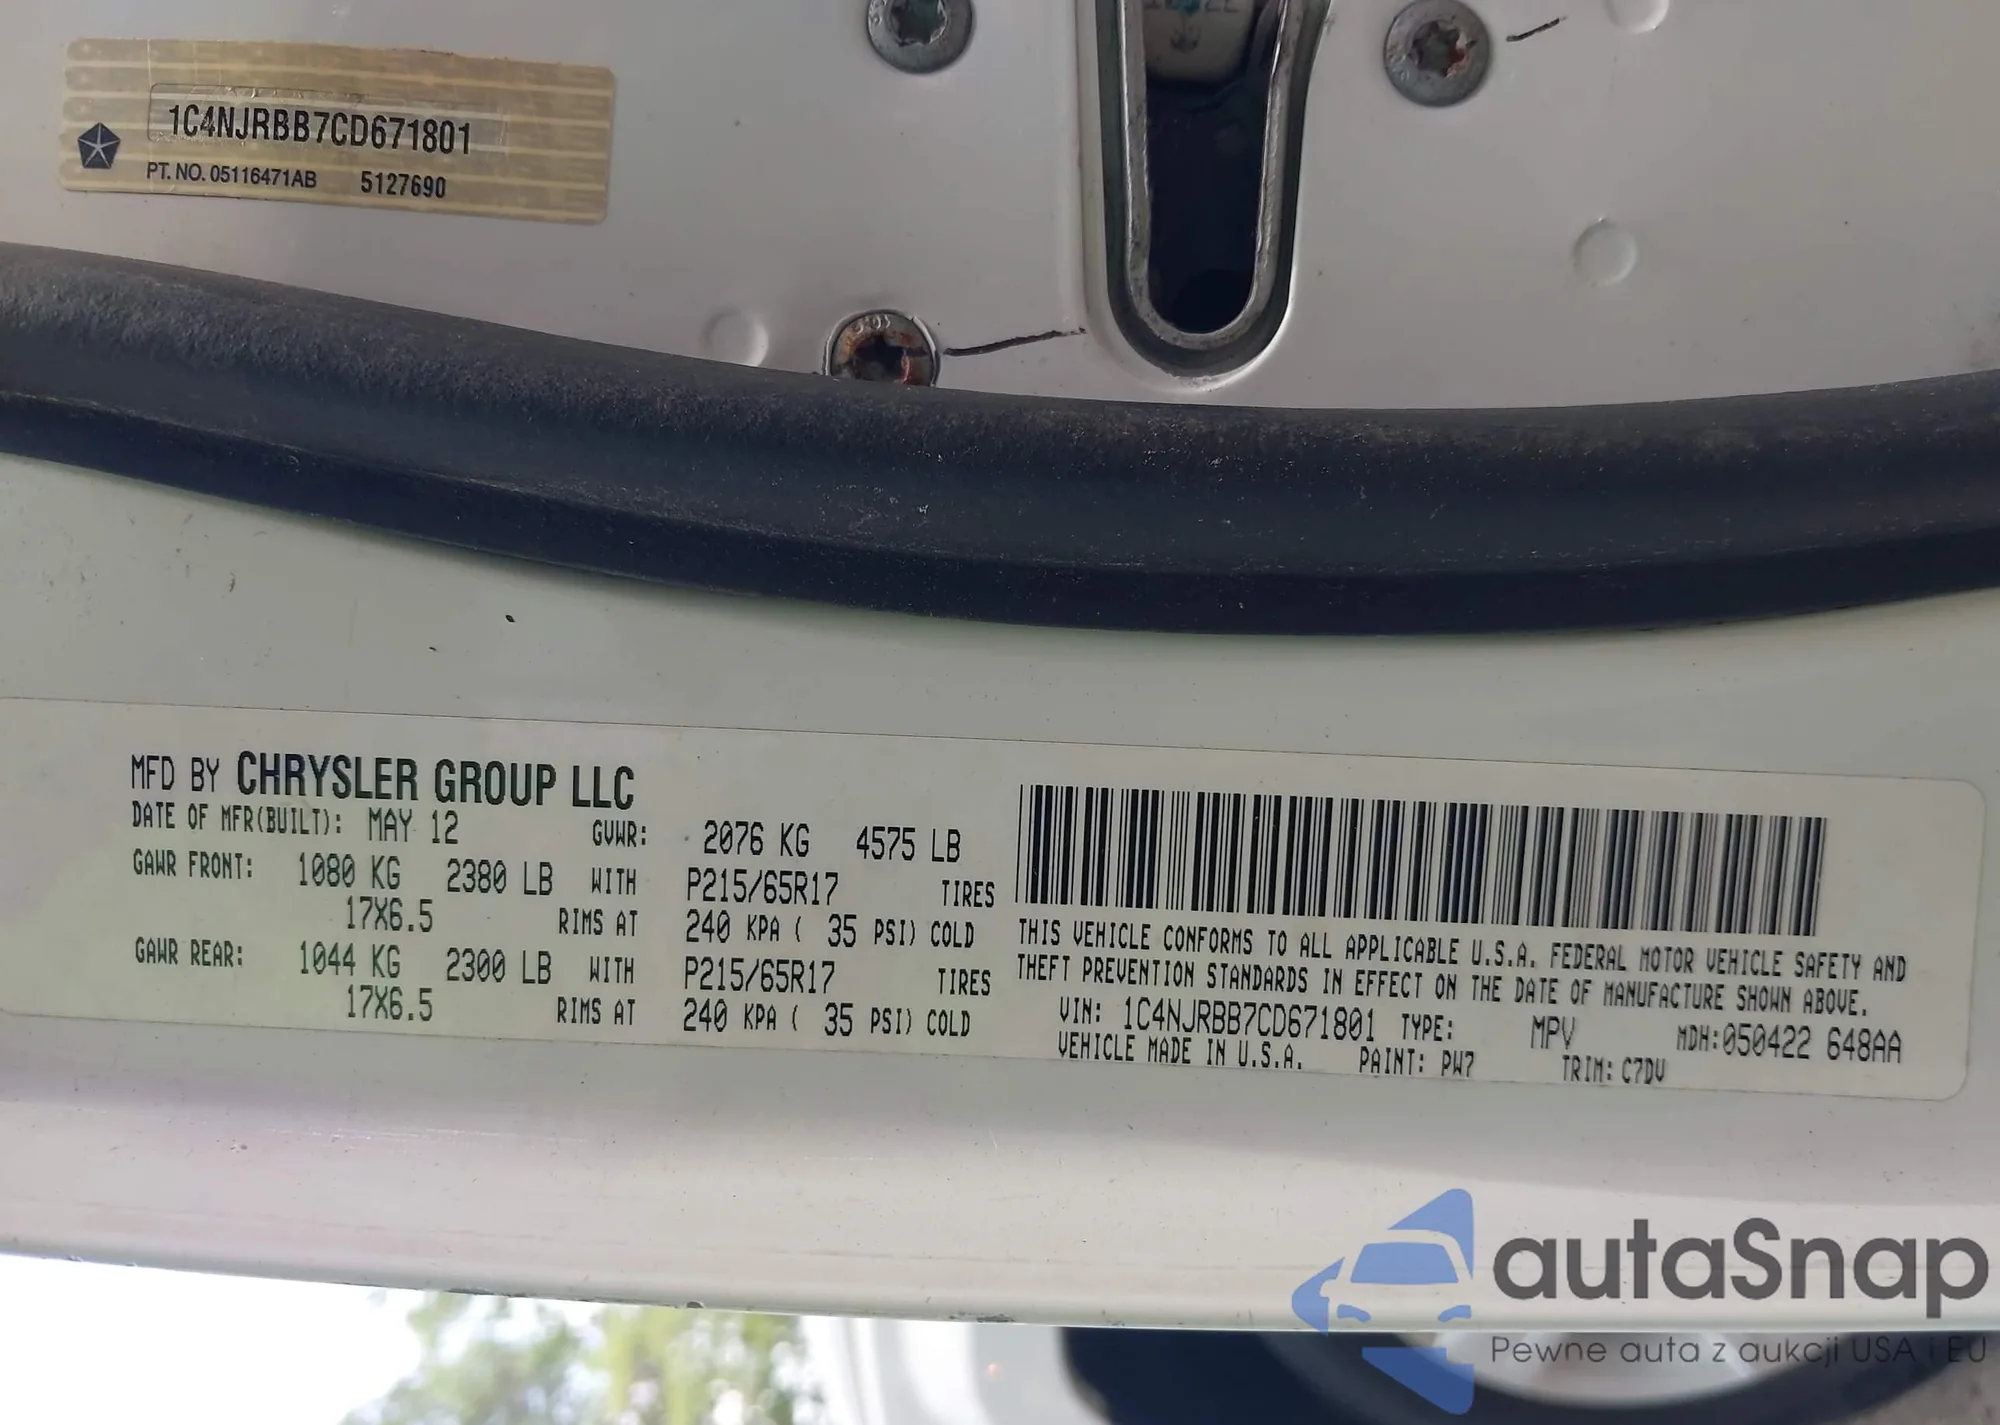 1C4NJRBB7CD671801
PT. NO. 05116471AB 5127690
MFD BY CHRYSLER GROUP LLC
DATE OF MFR(BUILT): MAY 12 GVWR: 2076 KG 4575 LB
GAWR FRONT: 1080 KG 2380 LB WITH P215/65R17 TIRES
17X6.5 RIMS AT 240 KPA ( 35 PSI) COLD
GAWR REAR: 1044 KG 2300 LB WITH P215/65R17 TIRES
17X6.5 RIMS AT 240 KPA ( 35 PSI) COLD
THIS VEHICLE CONFORMS TO ALL APPLICABLE U.S.A. FEDERAL MOTOR VEHICLE SAFETY AND
THEFT PREVENTION STANDARDS IN EFFECT ON THE DATE OF MANUFACTURE SHOWN ABOVE.
VIN: 1C4NJRBB7CD671801 TYPE: MPV MDH:050422 648AA
VEHICLE MADE IN U.S.A. PAINT: PW7 TRIM: C7DV
autaSnap
Pewne auta z aukcji USA i EU